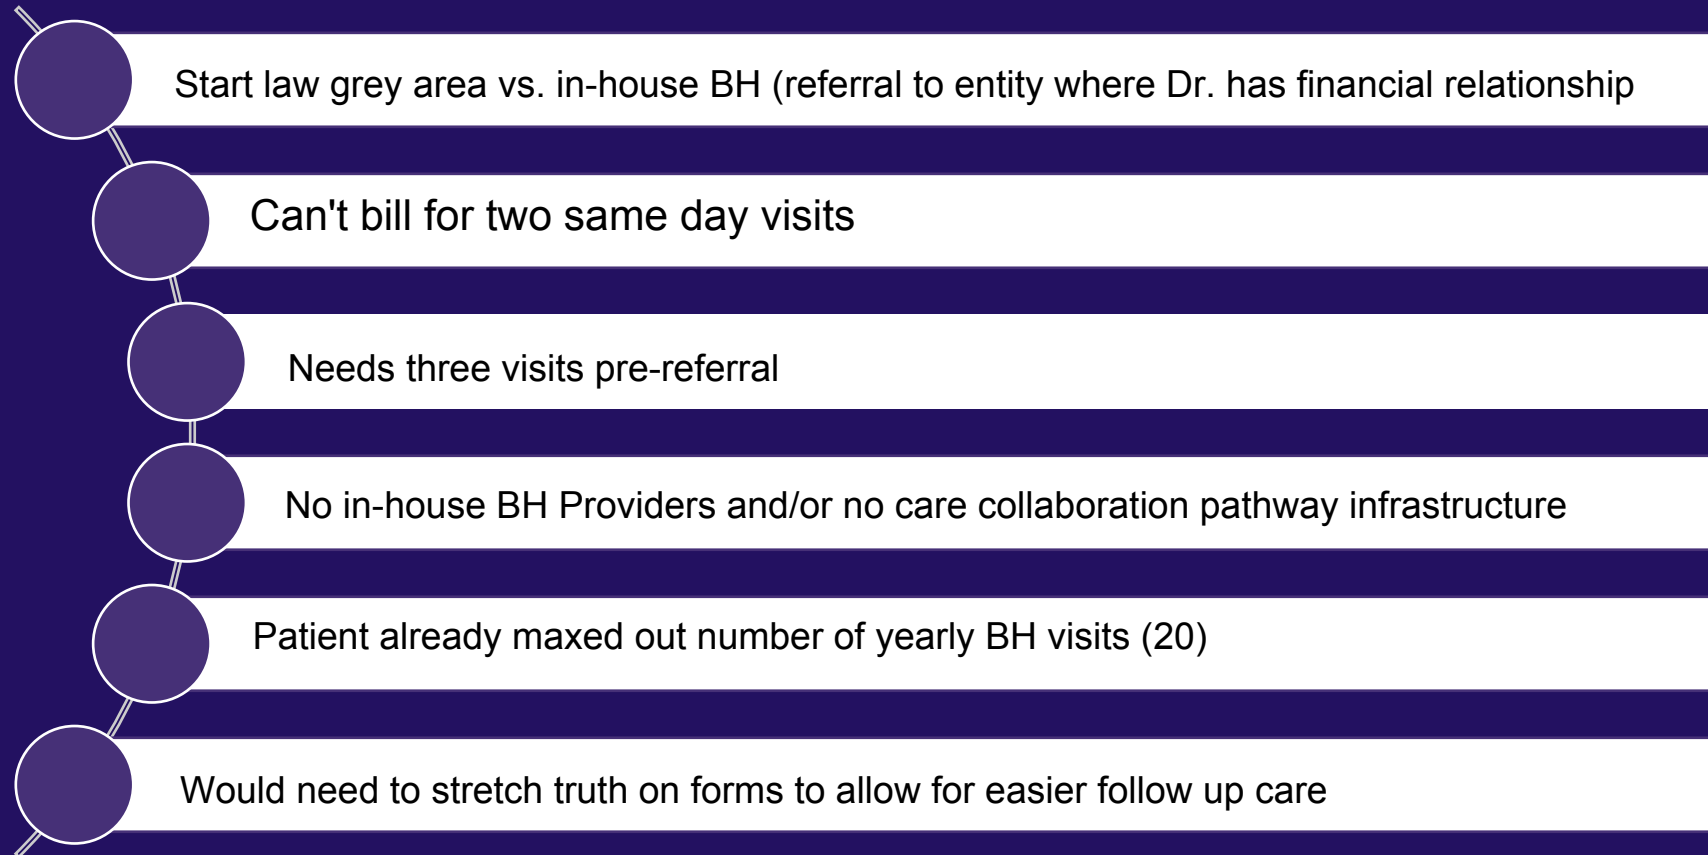 Start law grey area vs. in-house BH (referral to entity where Dr. has financial relationship
Can't bill for two same day visits
Needs three visits pre-referral
No in-house BH Providers and/or no care collaboration pathway infrastructure
Patient already maxed out number of yearly BH visits (20)
Would need to stretch truth on forms to allow for easier follow up care